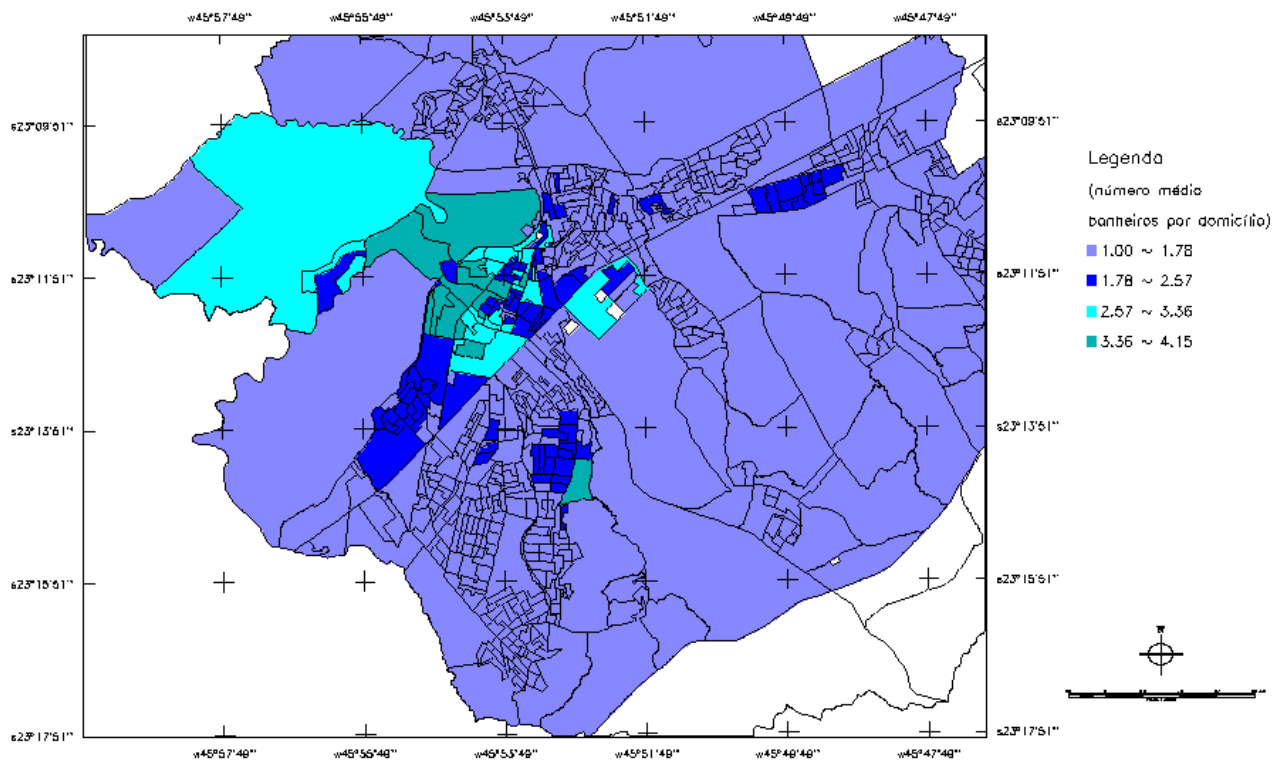 w45°57'49'' w45°55'49'' w45°53'49'' w45°51'49'' w45°49'49'' w45°47'49''
s23°09'51'' s23°09'51''
Legenda
(número médio
banheiros por domicílio)
1.00 ~ 1.78
1.78 ~ 2.57
2.57 ~ 3.36
3.36 ~ 4.15
s23°11'51'' s23°11'51''
s23°13'51'' s23°13'51''
s23°15'51'' s23°15'51''
N
s23°17'51'' s23°17'51''
w45°57'49'' w45°55'49'' w45°53'49'' w45°51'49'' w45°49'49'' w45°47'49''